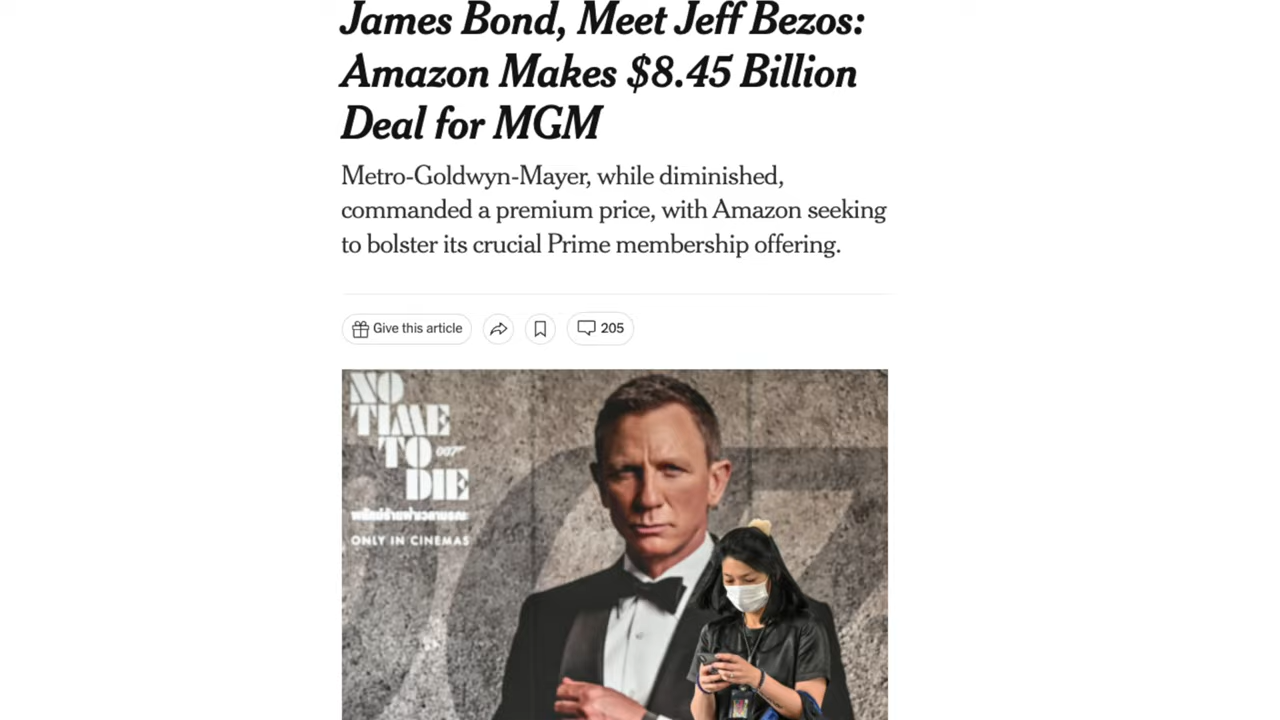 James Bond, Meet Jeff Bezos:
Amazon Makes $8.45 Billion
Deal for MGM
Metro-Goldwyn-Mayer, while diminished,
commanded a premium price, with Amazon seeking
to bolster its crucial Prime membership offering.
Give this article
205
NO
TIME
TO 007
DIE
ONLY IN CINEMAS